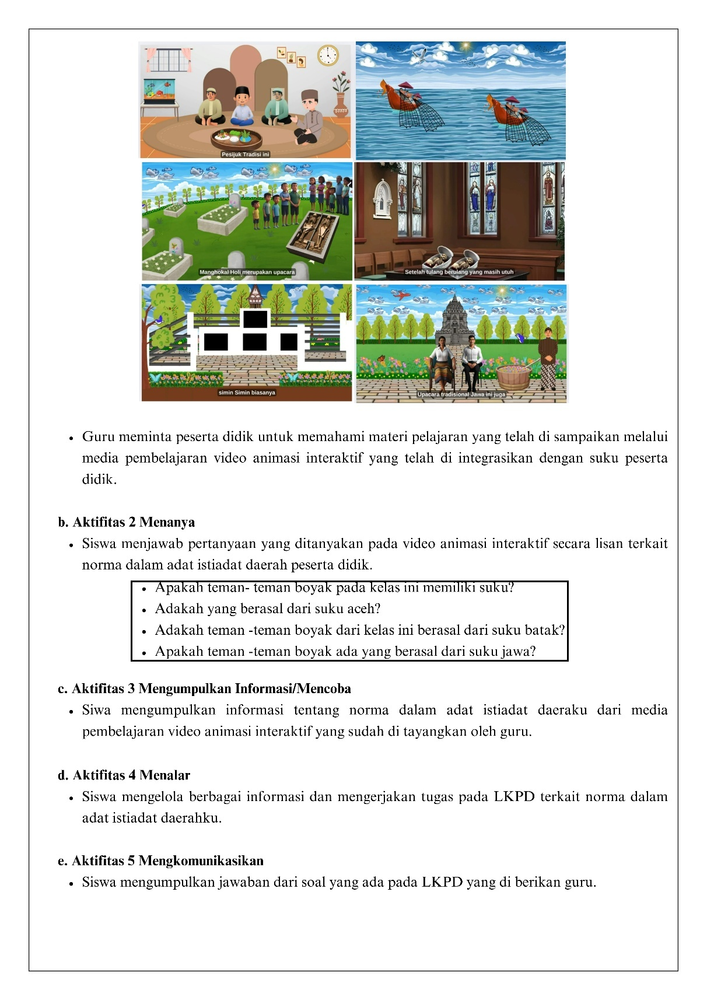 Pesijuk Tradisi ini
Manghokal Holi merupakan upacara
Setelah tulang berulang yang masih utuh
simin Simin biasanya
Upacara tradisional Jawa ini juga
• Guru meminta peserta didik untuk memahami materi pelajaran yang telah di sampaikan melalui
media pembelajaran video animasi interaktif yang telah di integrasikan dengan suku peserta
didik.
b. Aktifitas 2 Menanya
• Siswa menjawab pertanyaan yang ditanyakan pada video animasi interaktif secara lisan terkait
norma dalam adat istiadat daerah peserta didik.
• Apakah teman- teman boyak pada kelas ini memiliki suku?
• Adakah yang berasal dari suku aceh?
• Adakah teman -teman boyak dari kelas ini berasal dari suku batak?
• Apakah teman -teman boyak ada yang berasal dari suku jawa?
c. Aktifitas 3 Mengumpulkan Informasi/Mencoba
• Siwa mengumpulkan informasi tentang norma dalam adat istiadat daeraku dari media
pembelajaran video animasi interaktif yang sudah di tayangkan oleh guru.
d. Aktifitas 4 Menalar
• Siswa mengelola berbagai informasi dan mengerjakan tugas pada LKPD terkait norma dalam
adat istiadat daerahku.
e. Aktifitas 5 Mengkomunikasikan
• Siswa mengumpulkan jawaban dari soal yang ada pada LKPD yang di berikan guru.